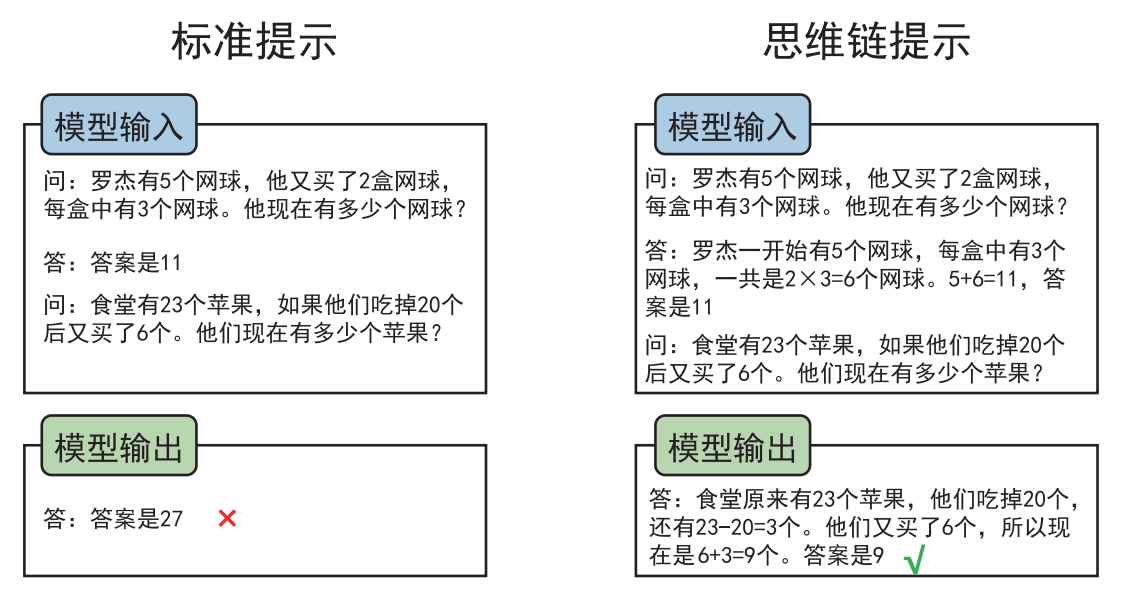 标准提示
模型输入
问：罗杰有5个网球，他又买了2盒网球，
每盒中有3个网球。他现在有多少个网球？
答：答案是11
问：食堂有23个苹果，如果他们吃掉20个
后又买了6个。他们现在有多少个苹果？
模型输出
答：答案是27 ×
思维链提示
模型输入
问：罗杰有5个网球，他又买了2盒网球，
每盒中有3个网球。他现在有多少个网球？
答：罗杰一开始有5个网球，每盒中有3个
网球，一共是2×3=6个网球。5+6=11，答
案是11
问：食堂有23个苹果，如果他们吃掉20个
后又买了6个。他们现在有多少个苹果？
模型输出
答：食堂原来有23个苹果，他们吃掉20个，
还有23-20=3个。他们又买了6个，所以现
在是6+3=9个。答案是9 √